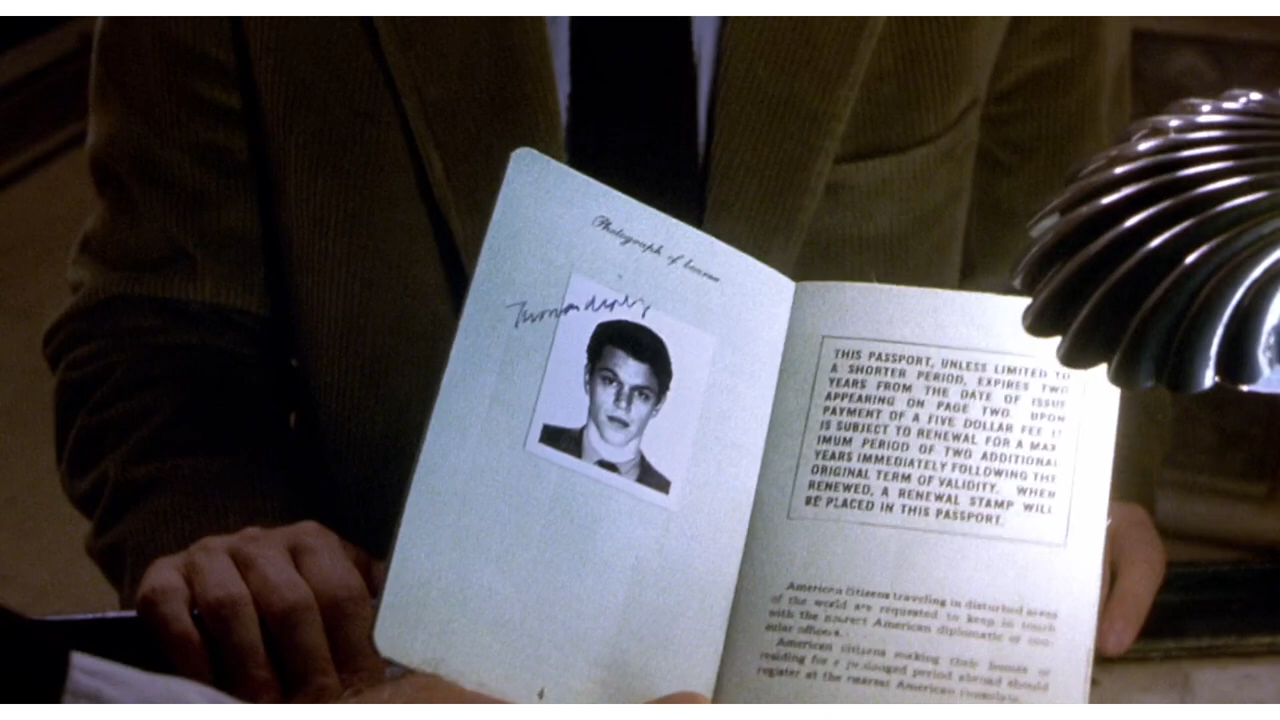 Photograph of bearer
THIS PASSPORT, UNLESS LIMITED TO
A SHORTER PERIOD, EXPIRES TWO
YEARS FROM THE DATE OF ISSUE
APPEARING ON PAGE TWO. UPON
PAYMENT OF A FIVE DOLLAR FEE IT
IS SUBJECT TO RENEWAL FOR A MAX
IMUM PERIOD OF TWO ADDITIONAL
YEARS IMMEDIATELY FOLLOWING THE
ORIGINAL TERM OF VALIDITY. WHEN
RENEWED, A RENEWAL STAMP WILL
BE PLACED IN THIS PASSPORT.
American citizens traveling in disturbed areas
of the world are requested to keep in touch
with the nearest American diplomatic or con-
sular offices.
American citizens making their homes or
residing for a prolonged period abroad should
register at the nearest American consulate.
4